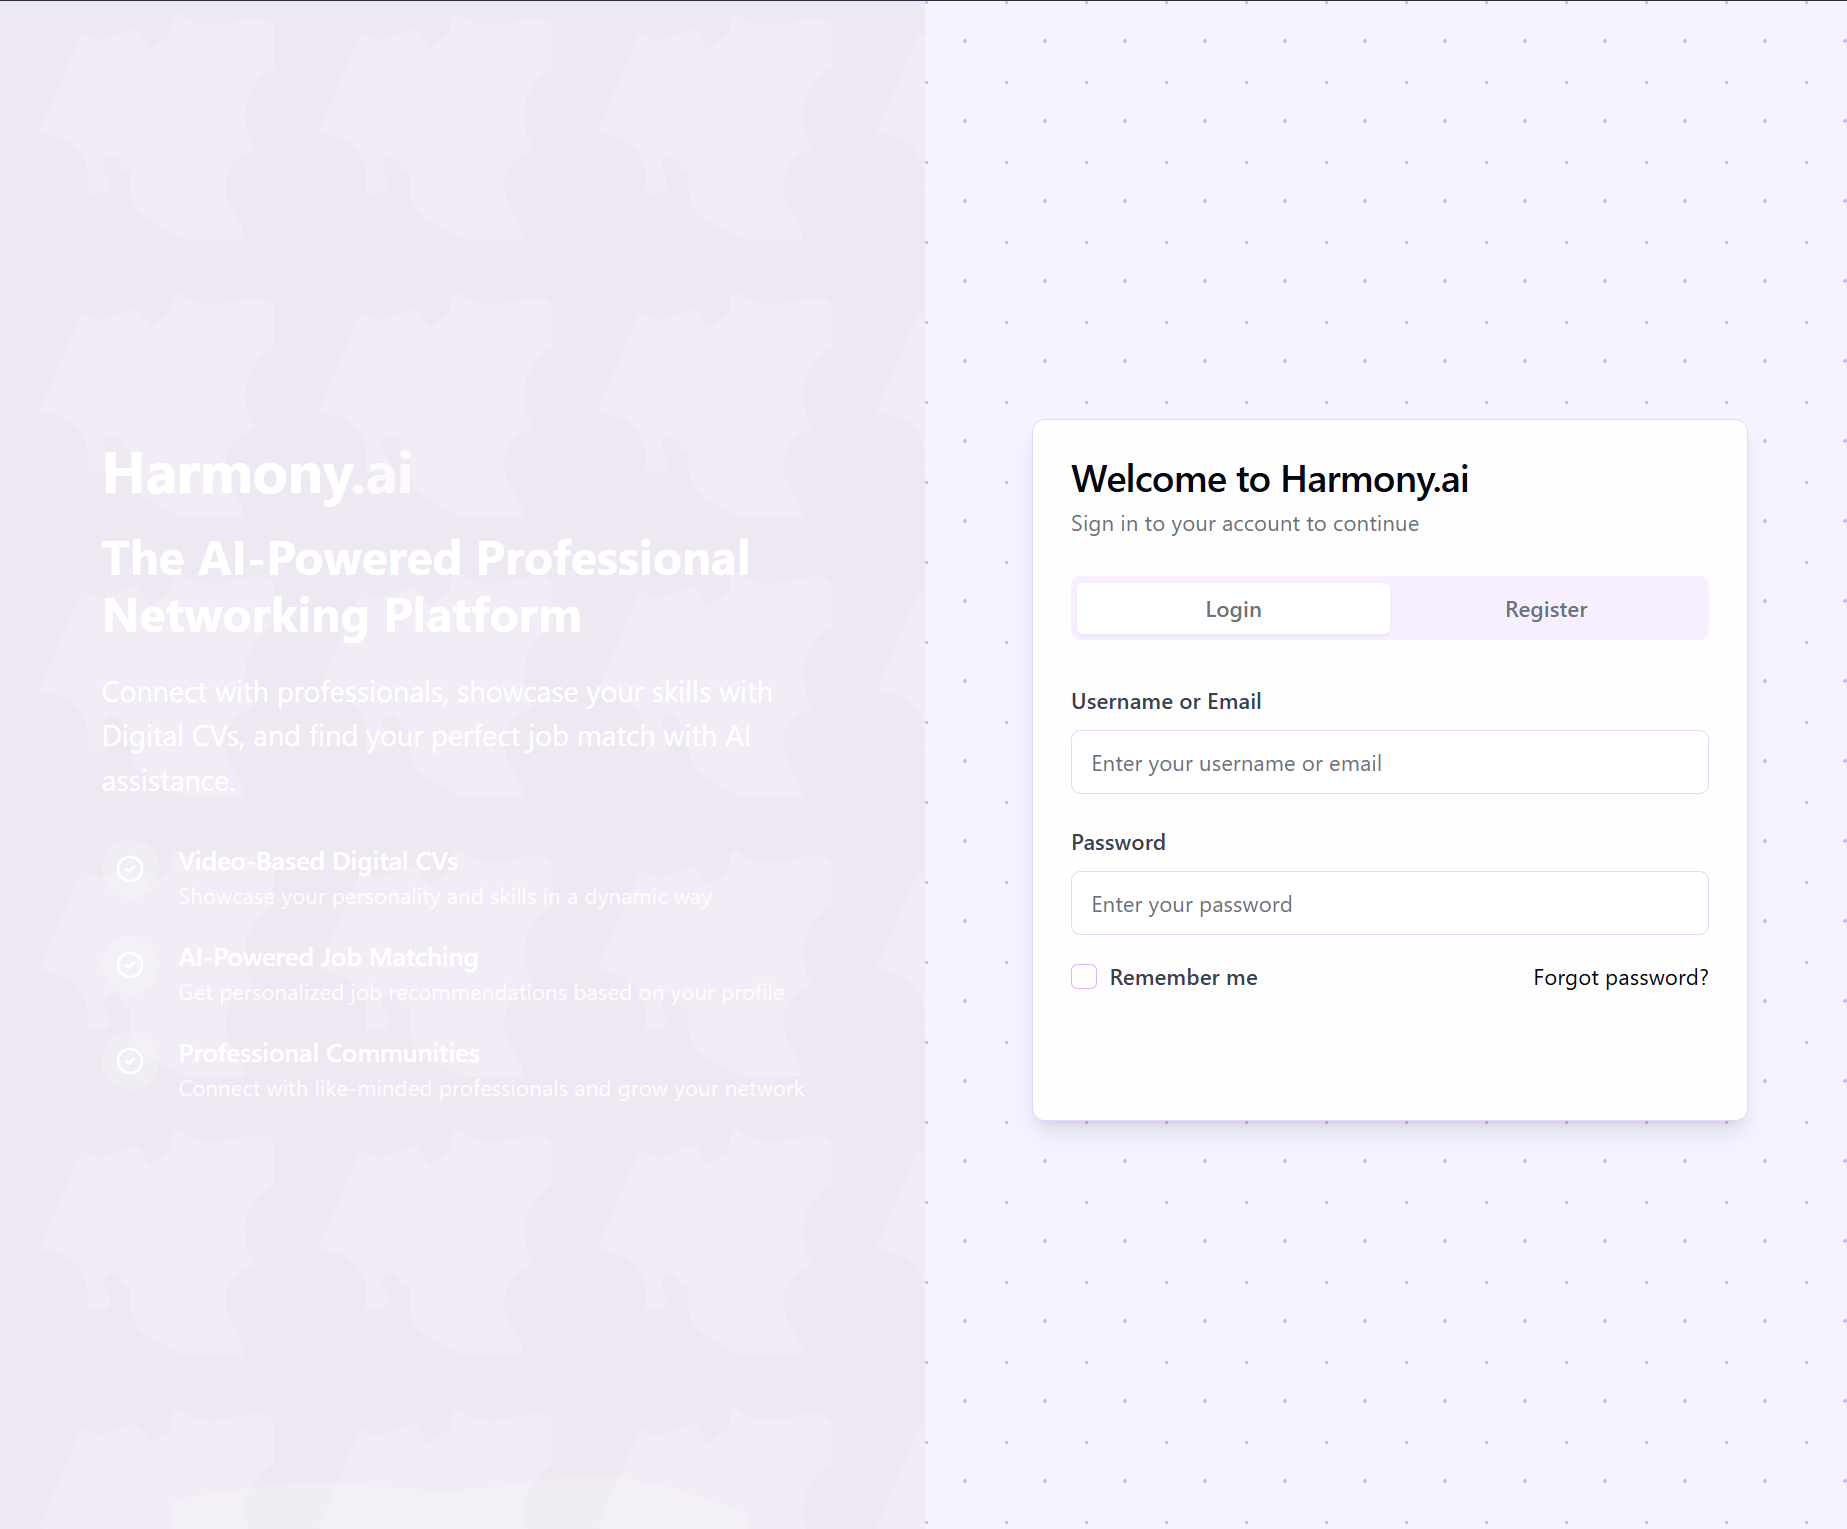 Harmony.ai
The AI-Powered Professional
Networking Platform
Connect with professionals, showcase your skills with
Digital CVs, and find your perfect job match with AI
assistance.
Video-Based Digital CVs
Showcase your personality and skills in a dynamic way
AI-Powered Job Matching
Get personalized job recommendations based on your profile
Professional Communities
Connect with like-minded professionals and grow your network
Welcome to Harmony.ai
Sign in to your account to continue
Login
Register
Username or Email
Enter your username or email
Password
Enter your password
Remember me
Forgot password?